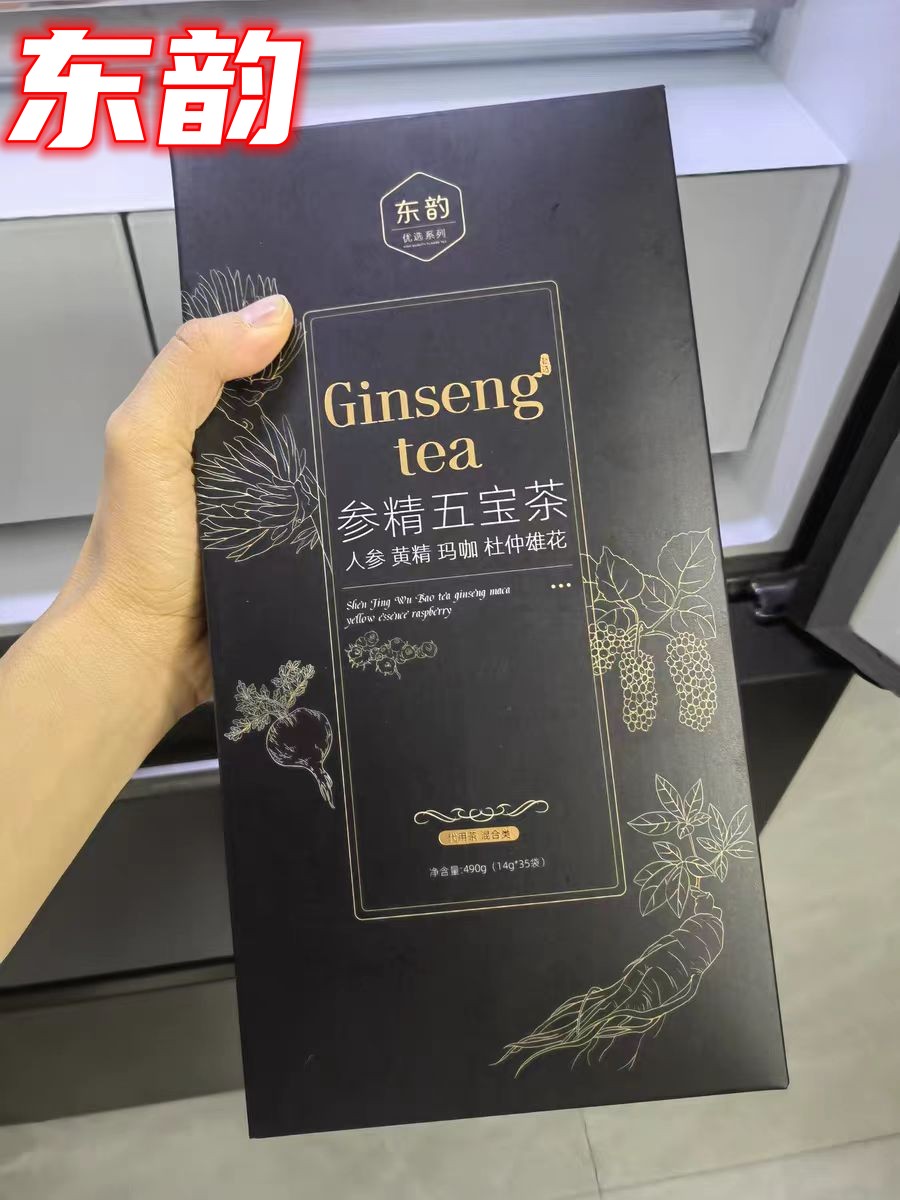 东韵
东韵
优选系列
Ginseng
tea
参精五宝茶
人参 黄精 玛咖 杜仲雄花
Shen Jing Wu Bao tea ginseng maca
yellow essence raspberry
代用茶 混合类
净含量:490g（14g*35袋）